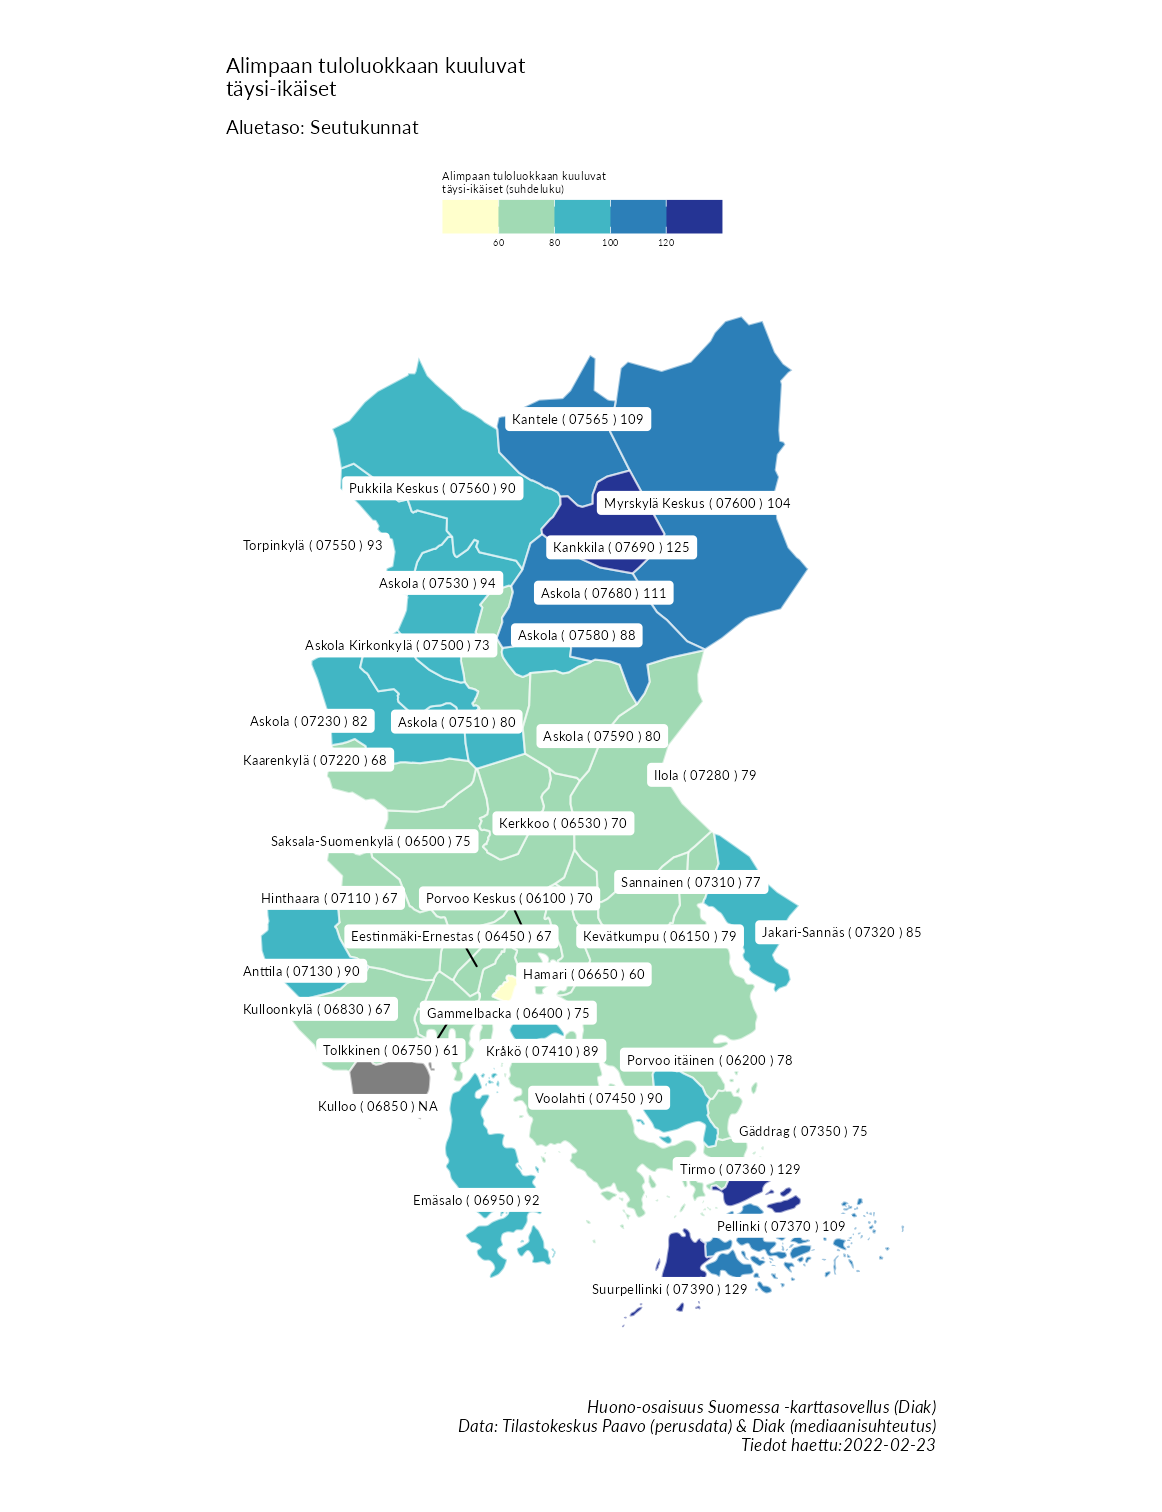 Alimpaan tuloluokkaan kuuluvat
täysi-ikäiset
Aluetaso: Seutukunnat
Alimpaan tuloluokkaan kuuluvat
täysi-ikäiset (suhdeluku)
60 80 100 120
Kantele ( 07565 ) 109
Pukkila Keskus ( 07560 ) 90
Myrskylä Keskus ( 07600 ) 104
Torpinkylä ( 07550 ) 93
Kankkila ( 07690 ) 125
Askola ( 07530 ) 94
Askola ( 07680 ) 111
Askola ( 07580 ) 88
Askola Kirkonkylä ( 07500 ) 73
Askola ( 07230 ) 82
Askola ( 07510 ) 80
Askola ( 07590 ) 80
Kaarenkylä ( 07220 ) 68
Ilola ( 07280 ) 79
Kerkkoo ( 06530 ) 70
Saksala-Suomenkylä ( 06500 ) 75
Sannainen ( 07310 ) 77
Hinthaara ( 07110 ) 67
Porvoo Keskus ( 06100 ) 70
Eestinmäki-Ernestas ( 06450 ) 67
Kevätkumpu ( 06150 ) 79
Jakari-Sannäs ( 07320 ) 85
Anttila ( 07130 ) 90
Hamari ( 06650 ) 60
Kulloonkylä ( 06830 ) 67
Gammelbacka ( 06400 ) 75
Tolkkinen ( 06750 ) 61
Kråkö ( 07410 ) 89
Porvoo itäinen ( 06200 ) 78
Voolahti ( 07450 ) 90
Kulloo ( 06850 ) NA
Gäddrag ( 07350 ) 75
Tirmo ( 07360 ) 129
Emäsalo ( 06950 ) 92
Pellinki ( 07370 ) 109
Suurpellinki ( 07390 ) 129
Huono-osaisuus Suomessa -karttasovellus (Diak)
Data: Tilastokeskus Paavo (perusdata) & Diak (mediaanisuhteutus)
Tiedot haettu:2022-02-23